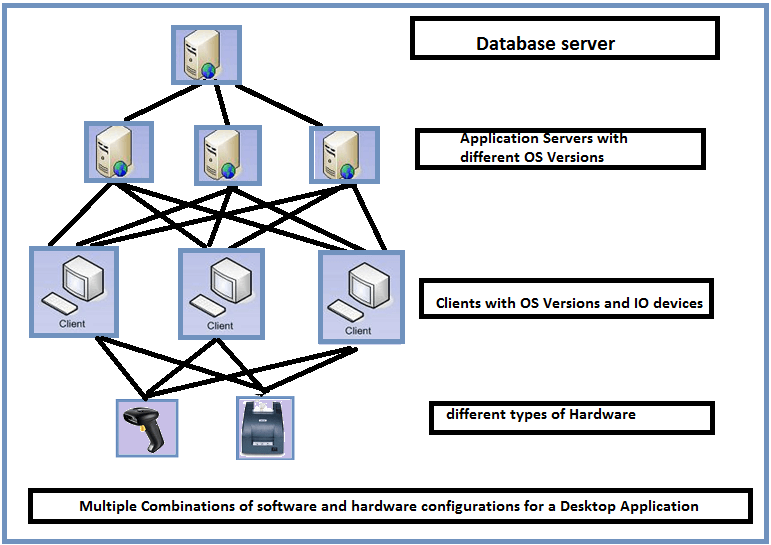 Database server
Application Servers with
different OS Versions
Client
Client
Client
Clients with OS Versions and IO devices
different types of Hardware
Multiple Combinations of software and hardware configurations for a Desktop Application